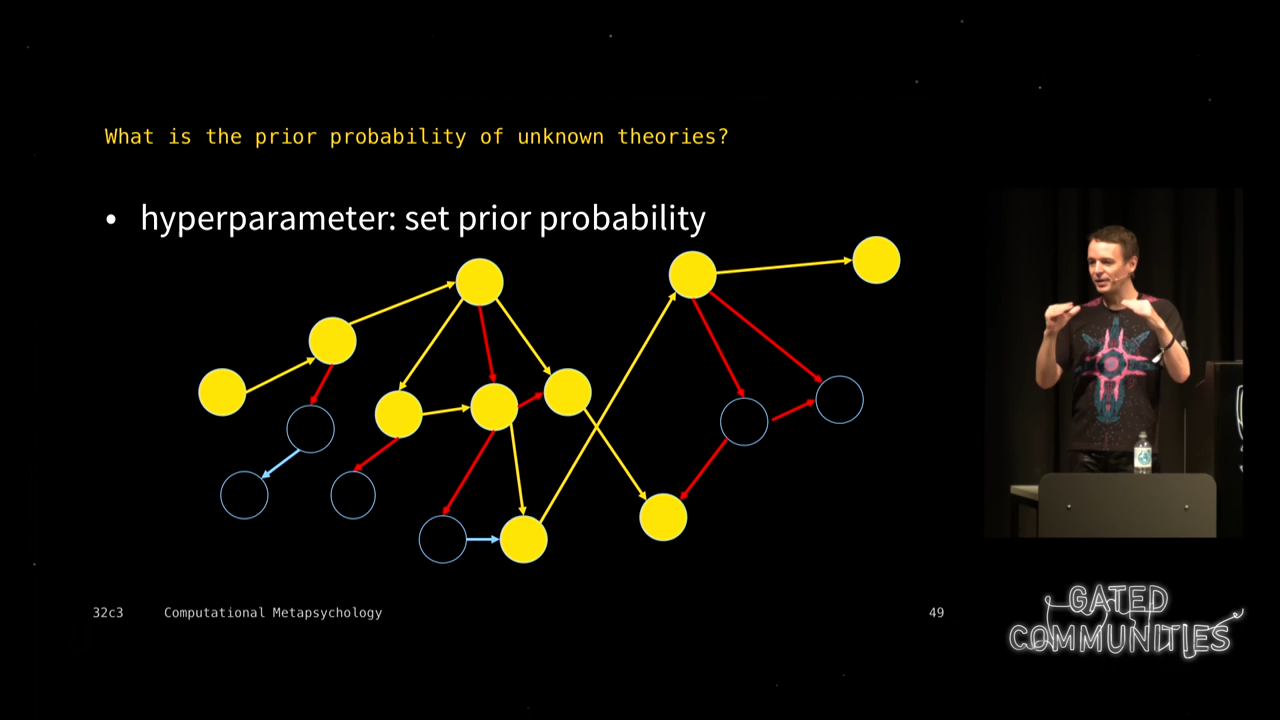 What is the prior probability of unknown theories?
• hyperparameter: set prior probability
32c3 Computational Metapsychology 49
GATED
COMMUNITIES